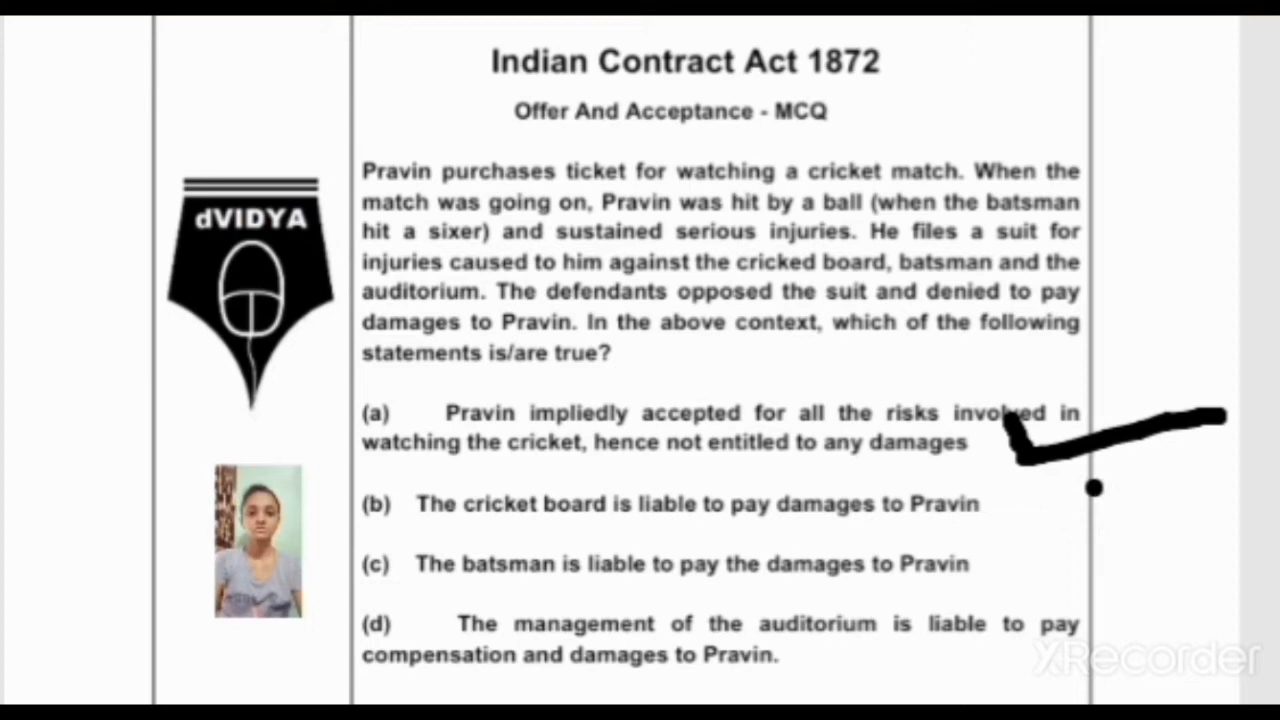 Indian Contract Act 1872
Offer And Acceptance - MCQ
Pravin purchases ticket for watching a cricket match. When the
match was going on, Pravin was hit by a ball (when the batsman
hit a sixer) and sustained serious injuries. He files a suit for
injuries caused to him against the cricked board, batsman and the
auditorium. The defendants opposed the suit and denied to pay
damages to Pravin. In the above context, which of the following
statements is/are true?
dVIDYA
(a) Pravin impliedly accepted for all the risks involved in
watching the cricket, hence not entitled to any damages
(b) The cricket board is liable to pay damages to Pravin
(c) The batsman is liable to pay the damages to Pravin
(d) The management of the auditorium is liable to pay
compensation and damages to Pravin.
XRecorder